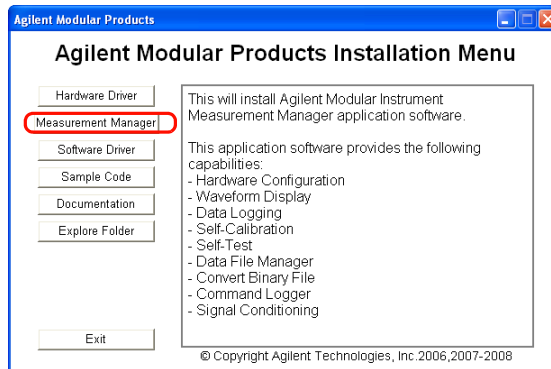 Agilent Modular Products
Agilent Modular Products Installation Menu
Hardware Driver
Measurement Manager
Software Driver
Sample Code
Documentation
Explore Folder
Exit
This will install Agilent Modular Instrument
Measurement Manager application software.
This application software provides the following
capabilities:
- Hardware Configuration
- Waveform Display
- Data Logging
- Self-Calibration
- Self-Test
- Data File Manager
- Convert Binary File
- Command Logger
- Signal Conditioning
© Copyright Agilent Technologies, Inc.2006,2007-2008